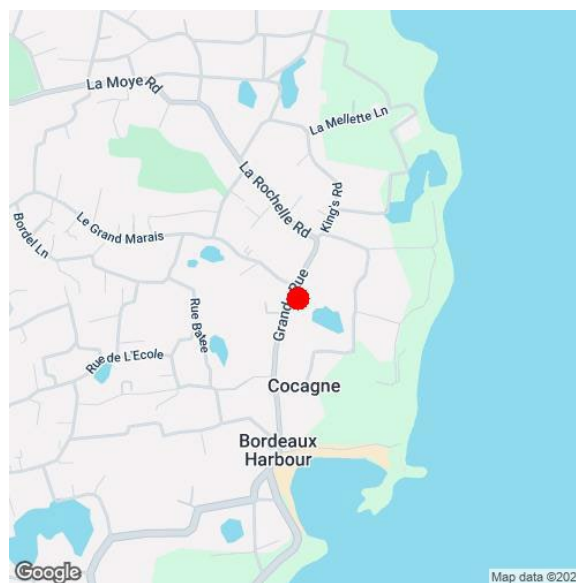 La Moye Rd
La Mellette Ln
La Rochelle Rd
King's Rd
Bordel Ln
Le Grand Marais
Grande Rue
Rue Batee
Rue de L'Ecole
Cocagne
Bordeaux
Harbour
Google
Map data ©202